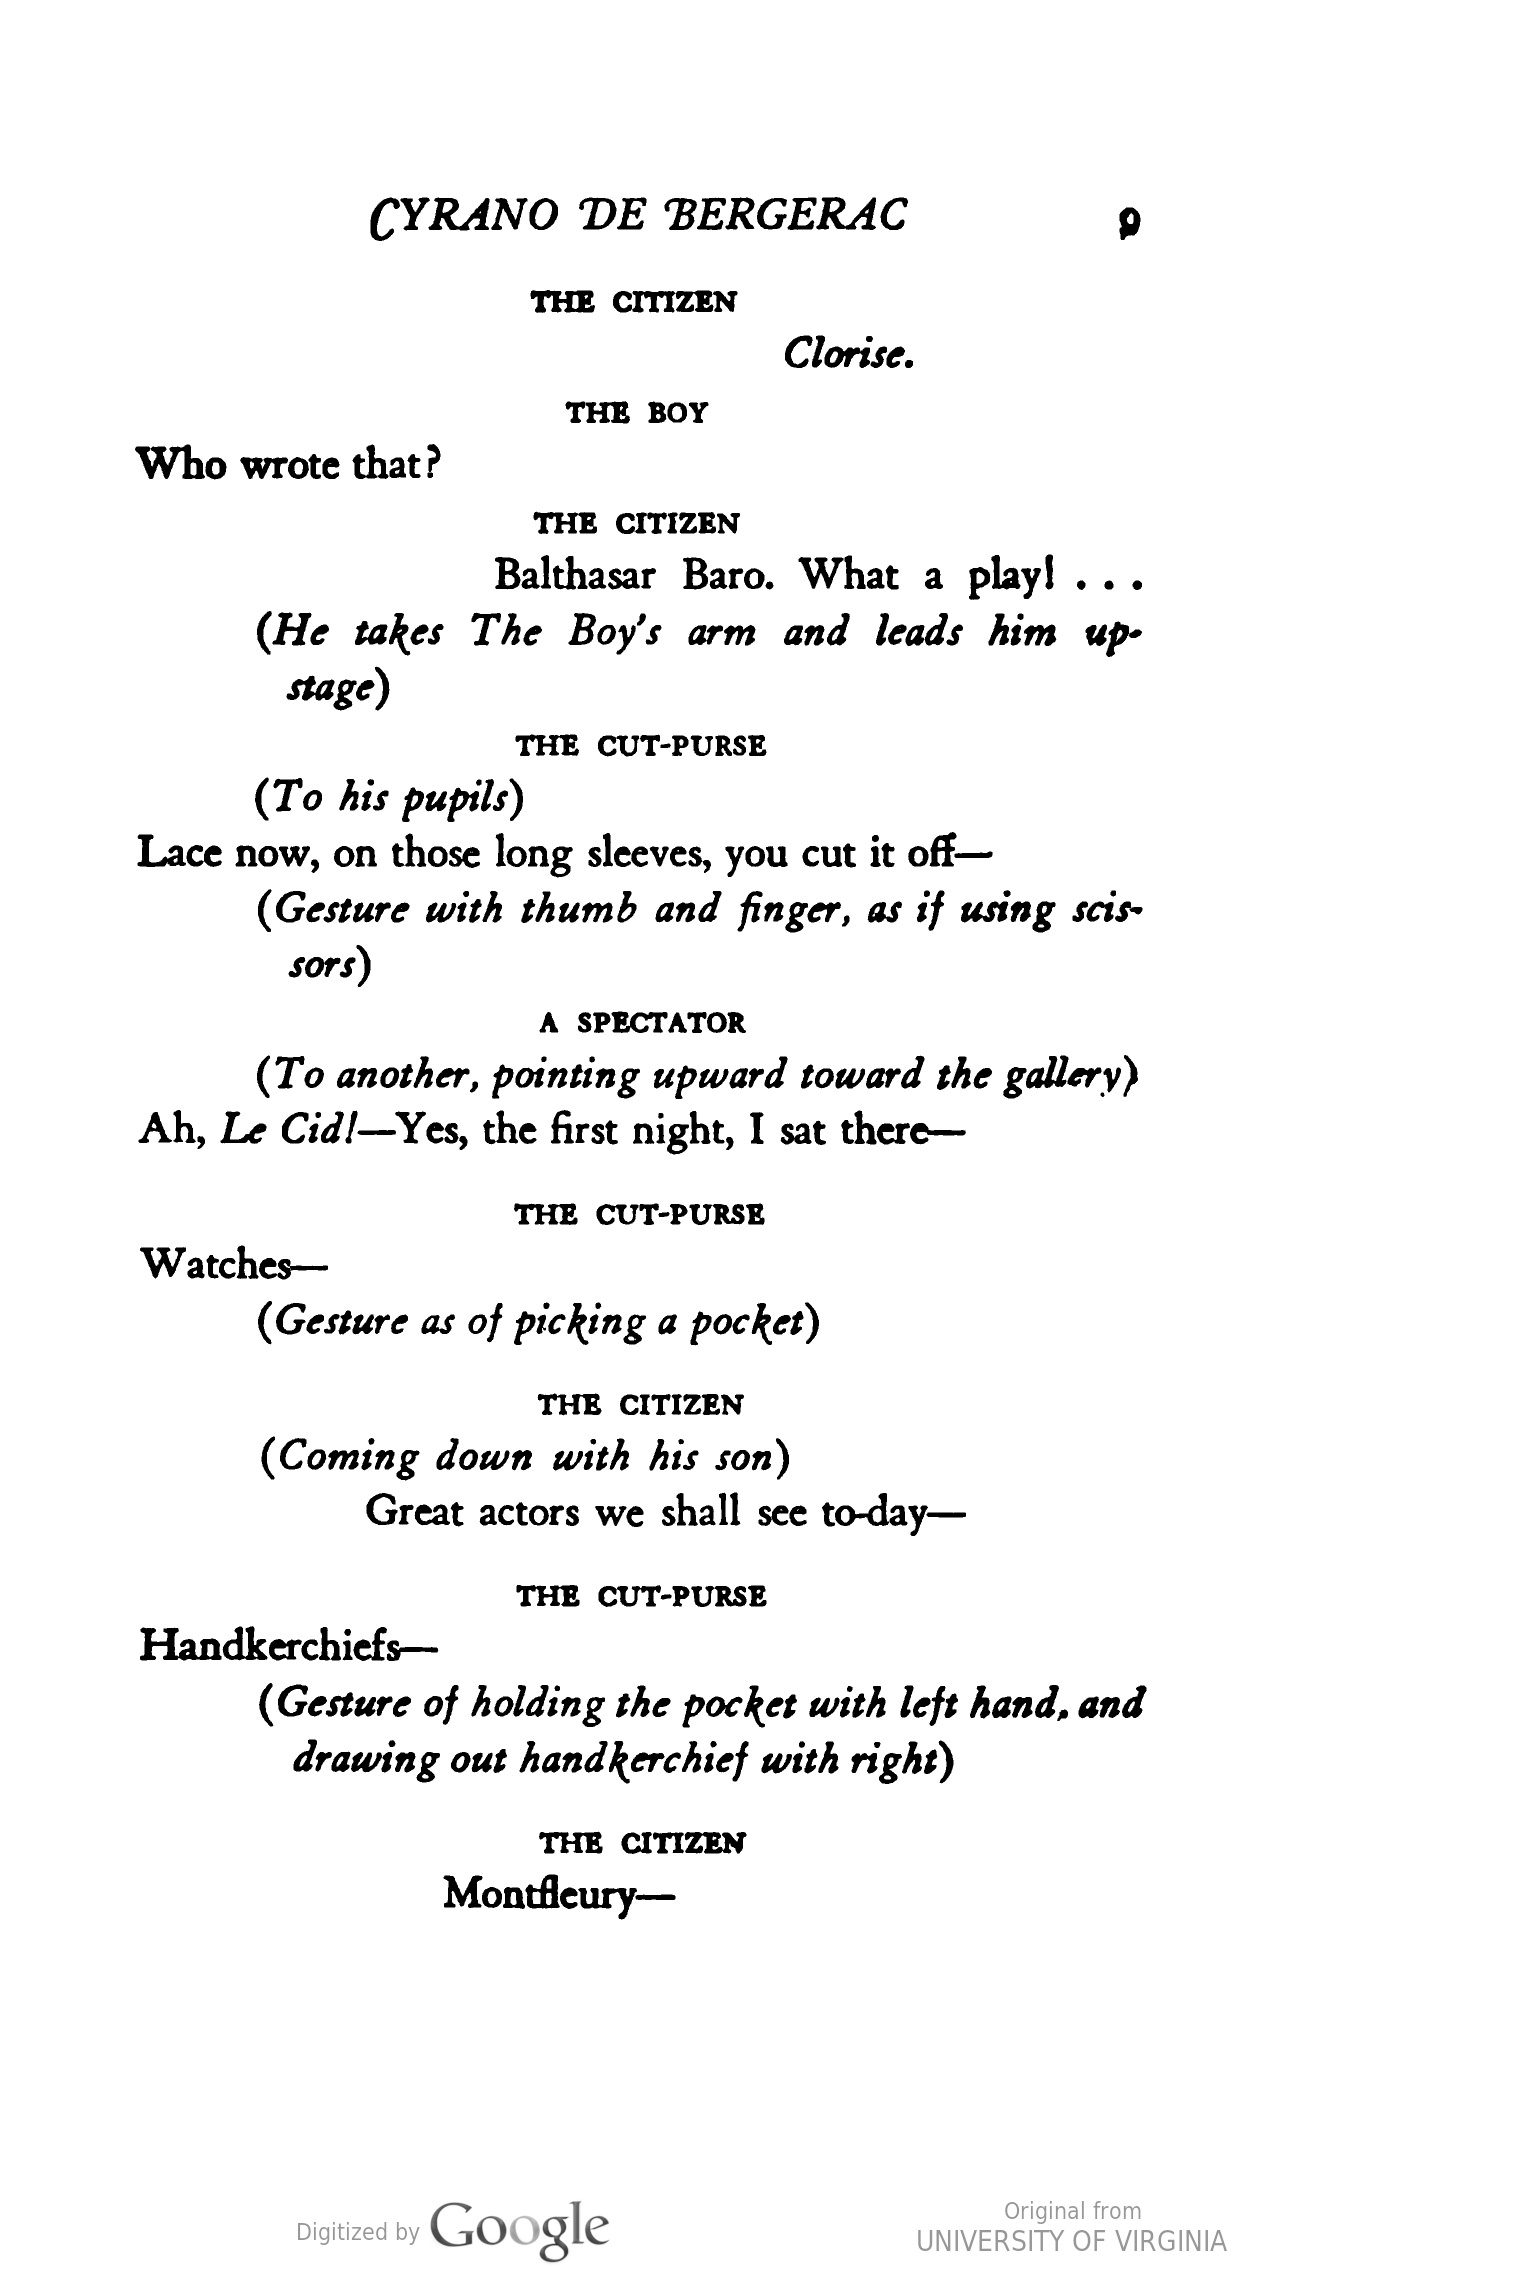 CYRANO DE BERGERAC 9
THE CITIZEN
Clorise.
THE BOY
Who wrote that?
THE CITIZEN
Balthasar Baro. What a play! . . .
(He takes The Boy's arm and leads him up-
stage)
THE CUT-PURSE
(To his pupils)
Lace now, on those long sleeves, you cut it off—
(Gesture with thumb and finger, as if using scis-
sors)
A SPECTATOR
(To another, pointing upward toward the gallery)
Ah, Le Cid!—Yes, the first night, I sat there—
THE CUT-PURSE
Watches—
(Gesture as of picking a pocket)
THE CITIZEN
(Coming down with his son)
Great actors we shall see to-day—
THE CUT-PURSE
Handkerchiefs—
(Gesture of holding the pocket with left hand, and
drawing out handkerchief with right)
THE CITIZEN
Montfleury—
Digitized by Google
Original from
UNIVERSITY OF VIRGINIA